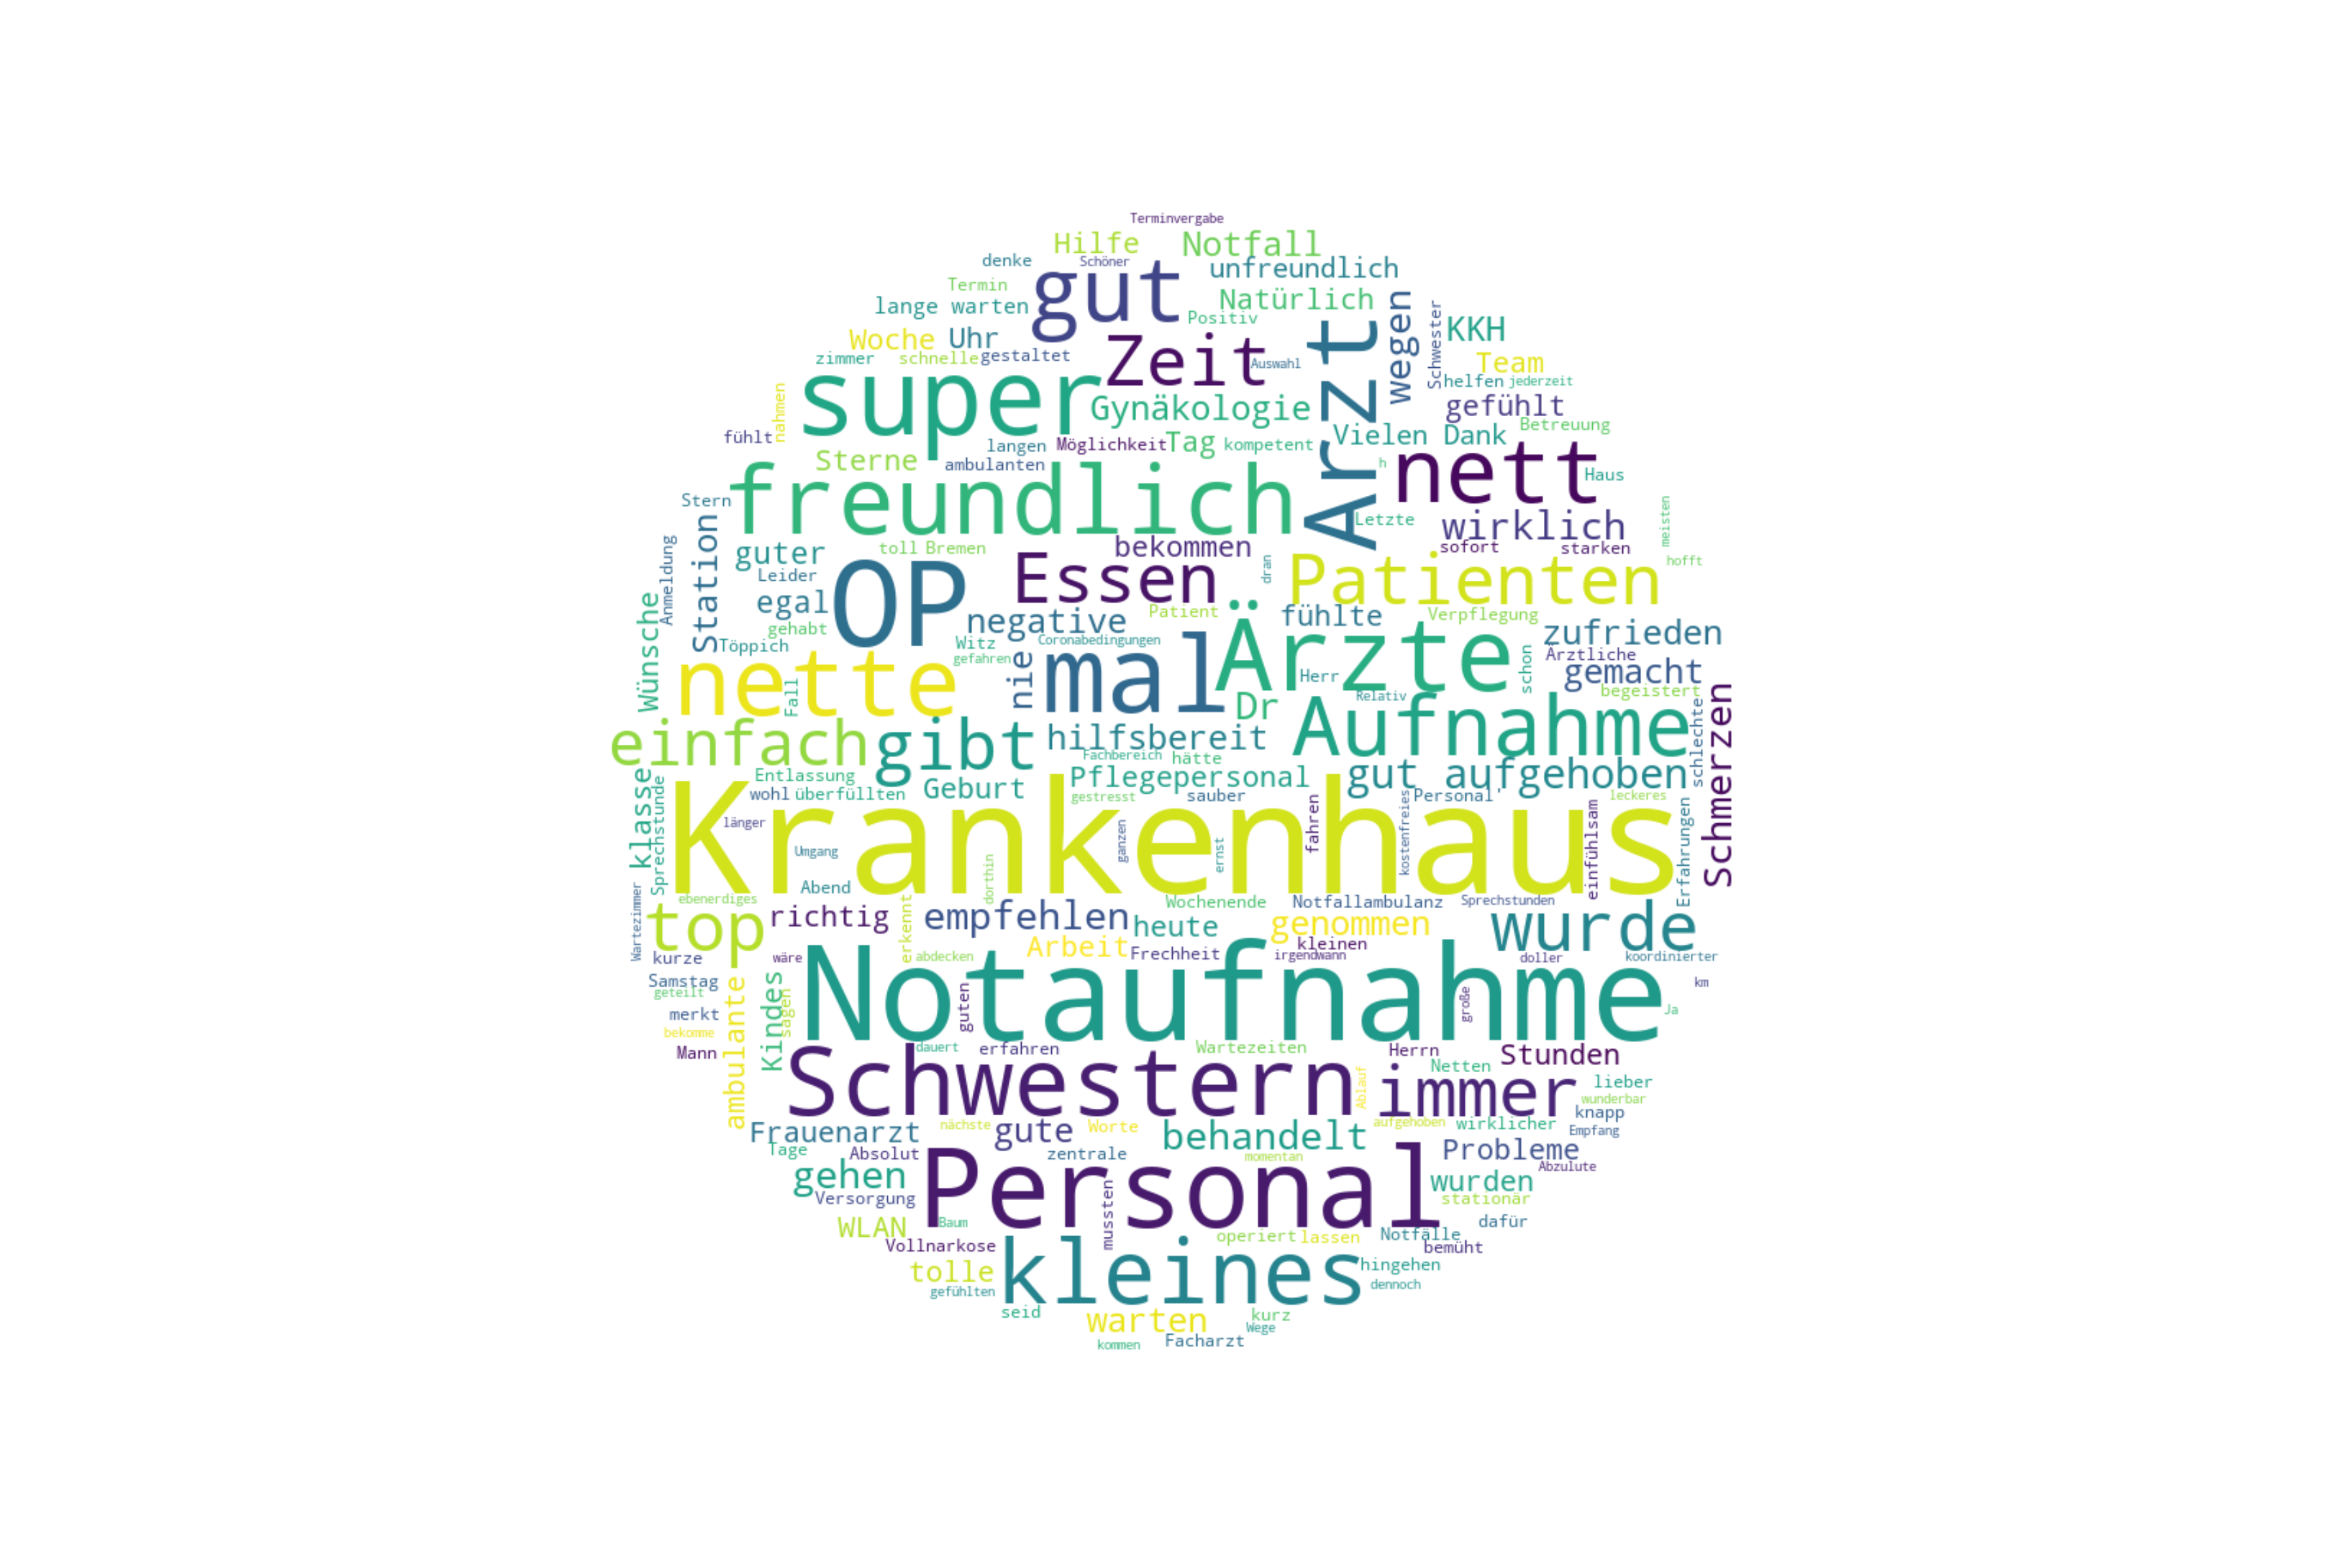 Terminvergabe
Hilfe Notfall
denke Schöner unfreundlich
Termin gut Natürlich
lange warten Positiv wegen Schwester KKH
Woche Uhr Zeit Arzt Team
zimmer schnelle gestaltet Auswahl
super helfen jederzeit
nahmen Gynäkologie gefühlt
fühlt langen Möglichkeit Tag kompetent Vielen Dank Betreuung
Sterne ambulanten h nett Haus
Stern freundlich Letzte wirklich meisten
Station Anmeldung guter toll Bremen bekommen sofort starken
Leider OP Essen dran Patienten hofft
egal negative Patient fühlte Verpflegung
Wünsche gehabt Witz Coronabedingungen Ärzte zufrieden
Töppich gefahren nie mal Herr schon Ärztliche
nette Fall Dr Relativ gemacht begeistert
einfach gibt hilfsbereit Aufnahme schlechter Schmerzen
Fachbereich hätte
klasse Sprechstunde Entlassung Geburt Pflegepersonal gut aufgehoben
wohl überfüllten gestresst sauber Personal' leckeres
Krankenhaus
länger Umgang ganzen ernst fahren kostenfreies einfühlsam Erfahrungen
Abend dorthin
Wartezimmer ebenerdiges Wochenende Notfallambulanz Sprechstunden
top richtig erkennt empfehlen heute genommen wurde
kurze wäre abdecken Arbeit Frechheit kleinen irgendwann doller koordinierter
Samstag Notaufnahme km
geteilt ambulante Kindes sagen guten große Ja
merkt
bekomme
Mann dauert erfahren Wartezeiten Herrn Stunden
Schwestern Ablauf Netten immer lieber
wunderbar
knapp
Frauenarzt nächste gute Worte behandelt aufgehoben wirklicher Empfang
Tage Absolut zentrale momentan Probleme Abzulute
gehen Personal wurden
Versorgung mussten stationär
WLAN Baum operiert lassen Notfälle dafür
Vollnarkose bemüht
tolle kleines hingehen
gefühlten dennoch
seid warten kurz
Wege
kommen Facharzt